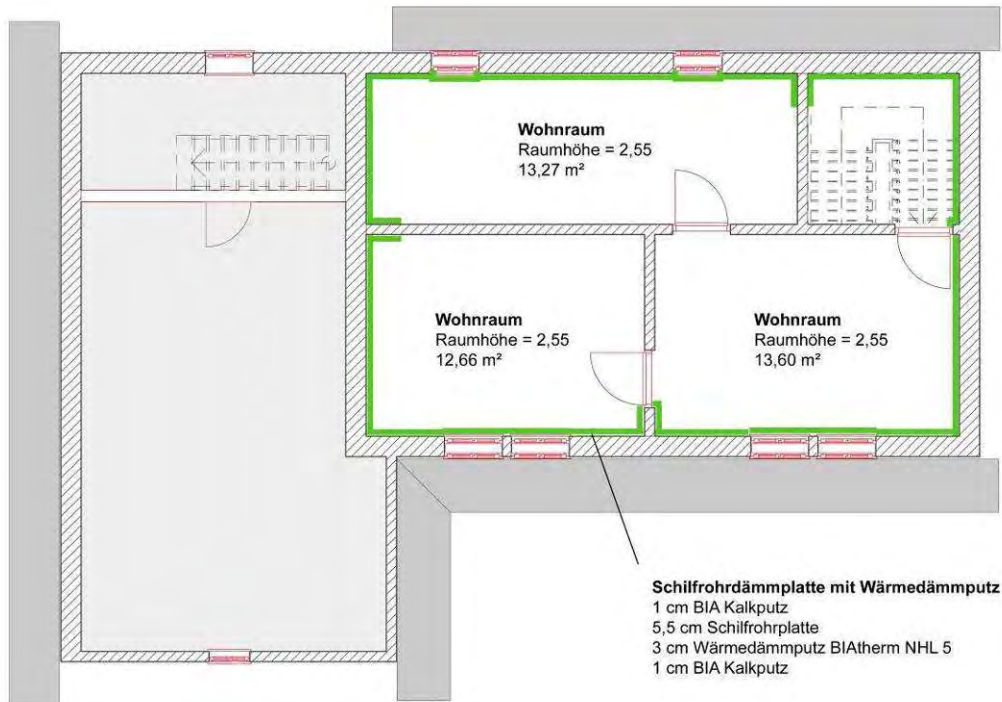 Wohnraum
Raumhöhe = 2,55
13,27 m²
Wohnraum
Raumhöhe = 2,55
12,66 m²
Wohnraum
Raumhöhe = 2,55
13,60 m²
Schilfrohrdämmplatte mit Wärmedämmputz
1 cm BIA Kalkputz
5,5 cm Schilfrohrplatte
3 cm Wärmedämmputz BIAtherm NHL 5
1 cm BIA Kalkputz